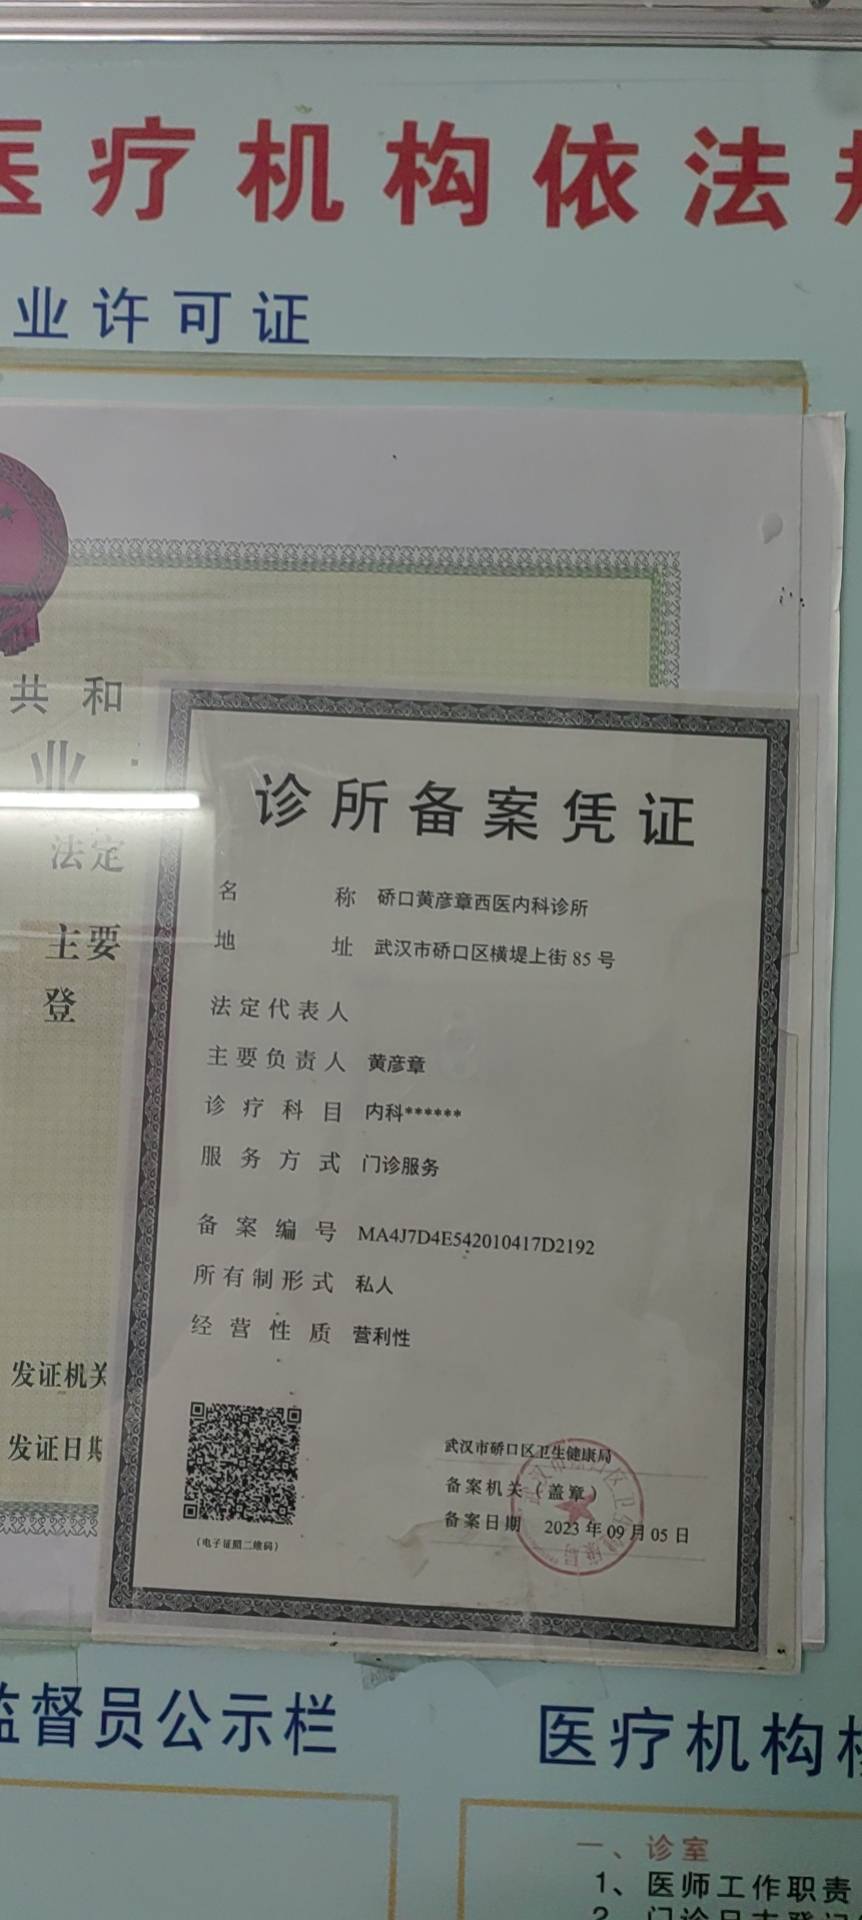 医疗机构依法
业许可证
共和
业
法定
主要
登
发证机关
发证日期
诊所备案凭证
名称 硚口黄彦章西医内科诊所
地址 武汉市硚口区横堤上街85号
法定代表人
主要负责人 黄彦章
诊疗科目 内科******
服务方式 门诊服务
备案编号 MA4J7D4E542010417D2192
所有制形式 私人
经营性质 营利性
武汉市硚口区卫生健康局
备案机关（盖章）
备案日期 2023年09月05日
（电子证照二维码）
监督员公示栏
医疗机构
一、诊室
1、医师工作职责
2、门诊日志登记